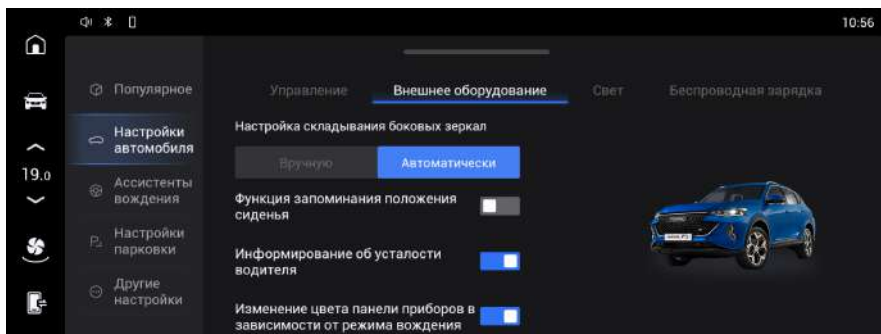 10:56
Популярное
Управление
Внешнее оборудование
Свет
Беспроводная зарядка
Настройки
автомобиля
Настройка складывания боковых зеркал
Вручную
Автоматически
19.0
Ассистенты
вождения
Функция запоминания положения
сиденья
Настройки
парковки
Информирование об усталости
водителя
Другие
настройки
Изменение цвета панели приборов в
зависимости от режима вождения